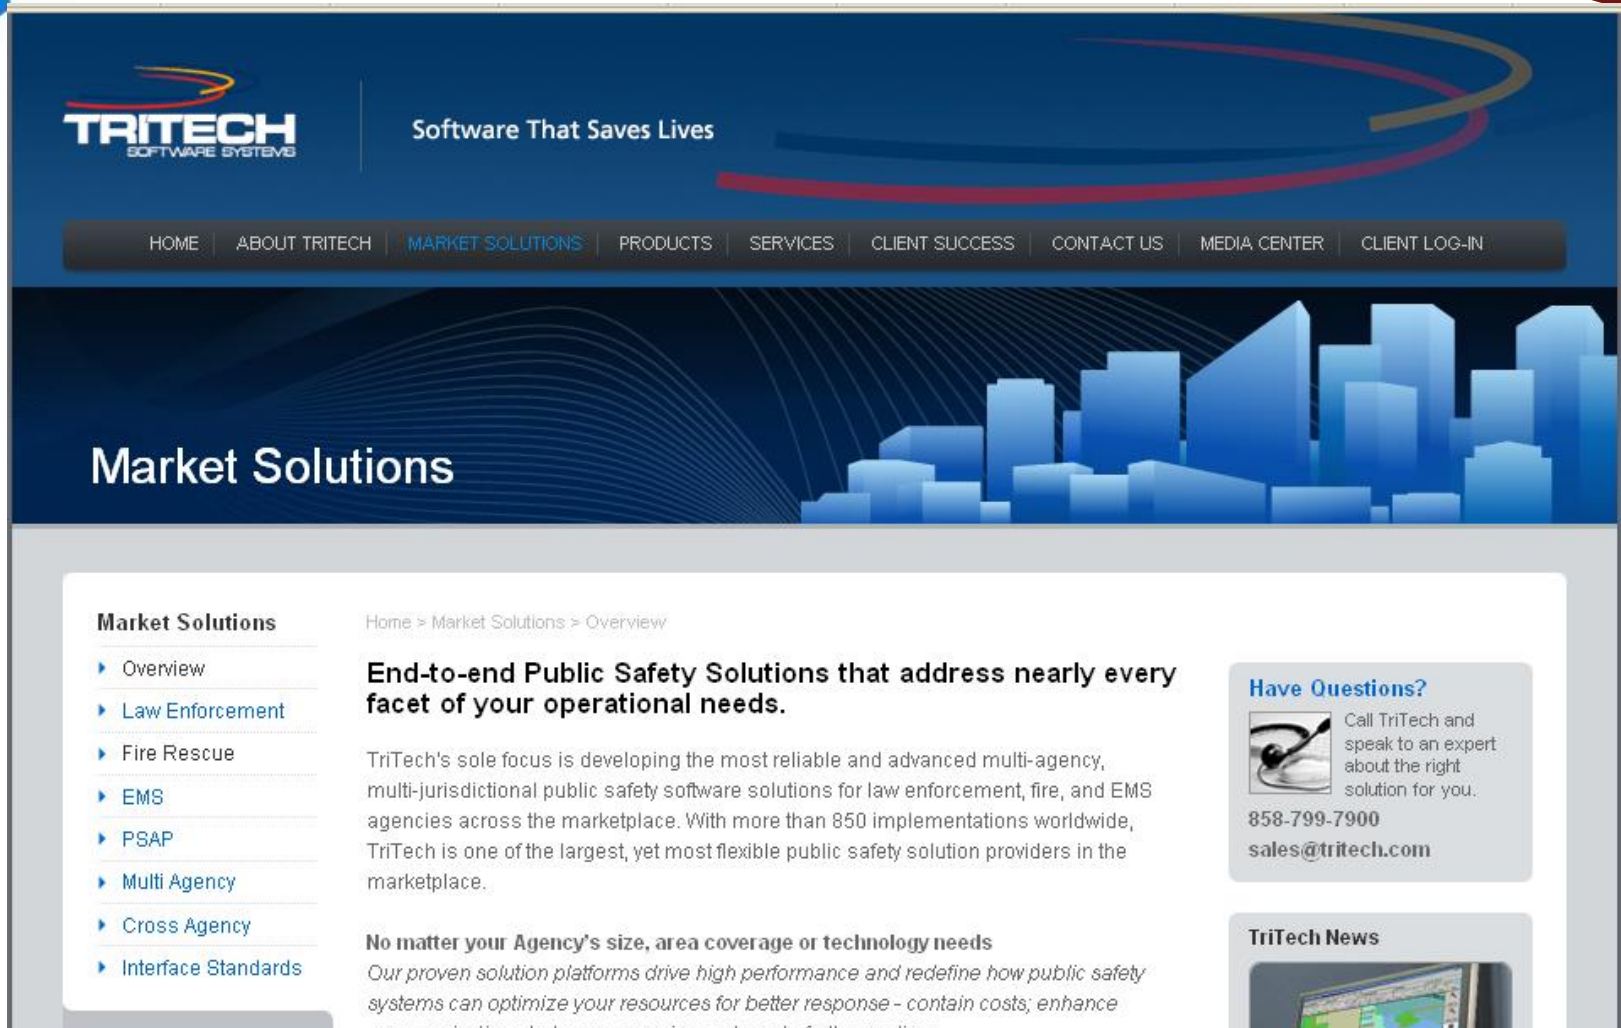 TRITECH
SOFTWARE SYSTEMS
Software That Saves Lives
HOME ABOUT TRITECH MARKET SOLUTIONS PRODUCTS SERVICES CLIENT SUCCESS CONTACT US MEDIA CENTER CLIENT LOG-IN
Market Solutions
Market Solutions
Overview
Law Enforcement
Fire Rescue
EMS
PSAP
Multi Agency
Cross Agency
Interface Standards
Home > Market Solutions > Overview
End-to-end Public Safety Solutions that address nearly every
facet of your operational needs.
TriTech's sole focus is developing the most reliable and advanced multi-agency,
multi-jurisdictional public safety software solutions for law enforcement, fire, and EMS
agencies across the marketplace. With more than 850 implementations worldwide,
TriTech is one of the largest, yet most flexible public safety solution providers in the
marketplace.
No matter your Agency's size, area coverage or technology needs
Our proven solution platforms drive high performance and redefine how public safety
systems can optimize your resources for better response - contain costs; enhance
Have Questions?
Call TriTech and
speak to an expert
about the right
solution for you.
858-799-7900
sales@tritech.com
TriTech News